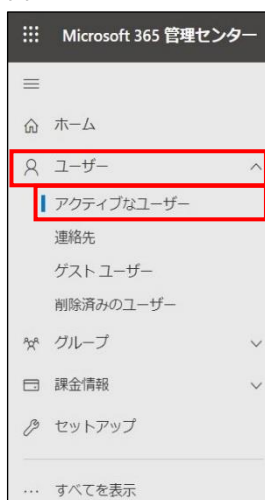 Microsoft 365 管理センター
ホーム
ユーザー
アクティブなユーザー
連絡先
ゲスト ユーザー
削除済みのユーザー
グループ
課金情報
セットアップ
… すべてを表示